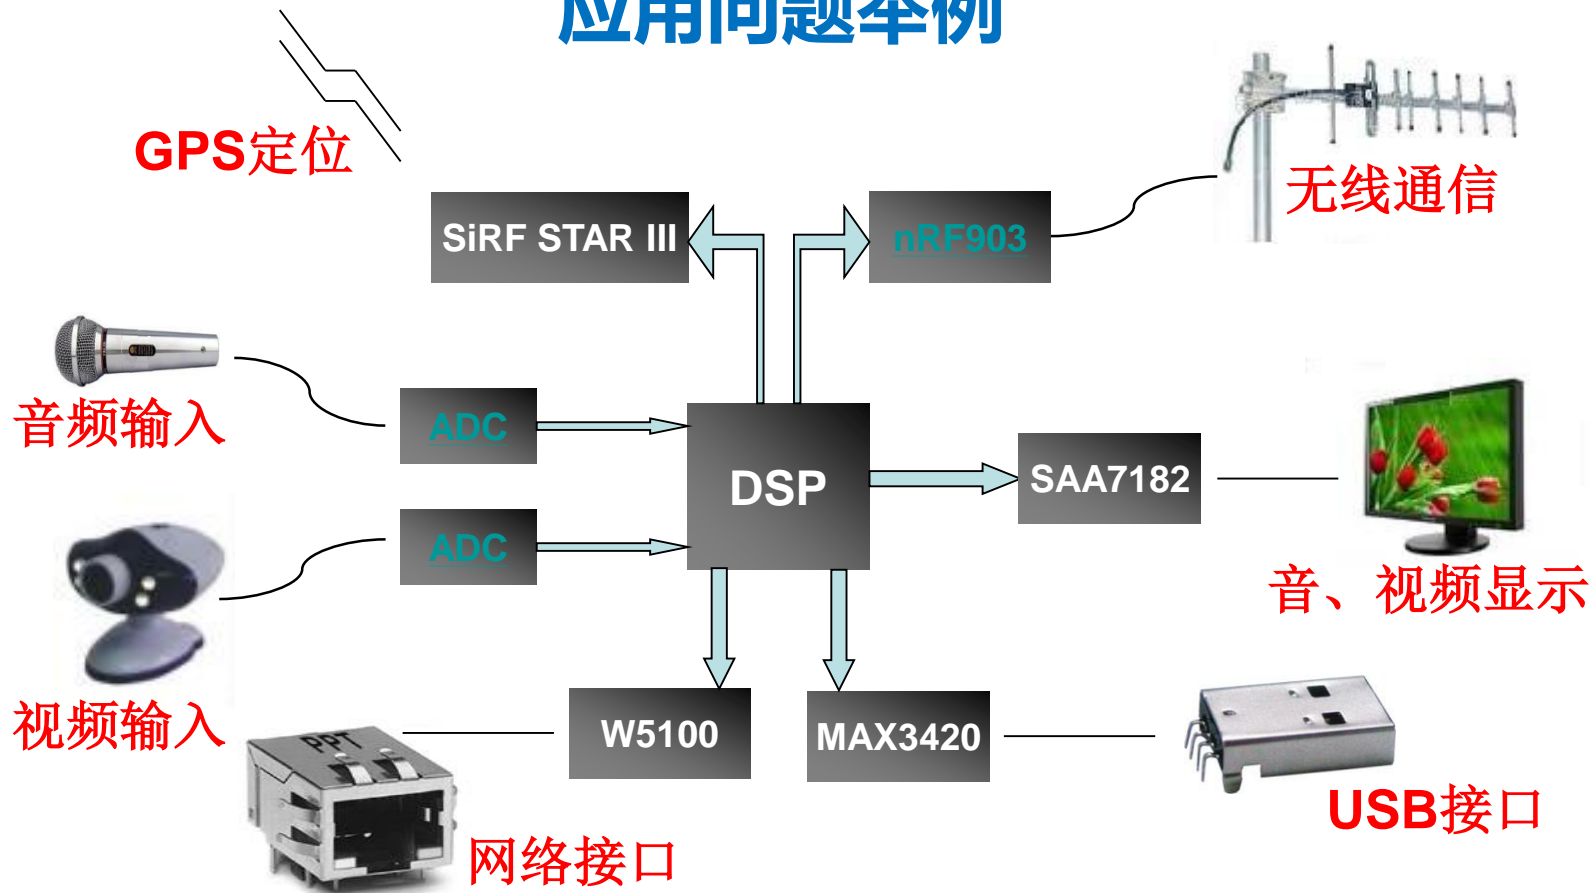 应用问题举例
GPS定位
无线通信
SiRF STAR III
nRF903
音频输入
ADC
DSP
SAA7182
ADC
音、视频显示
视频输入
W5100
MAX3420
PPT
USB接口
网络接口